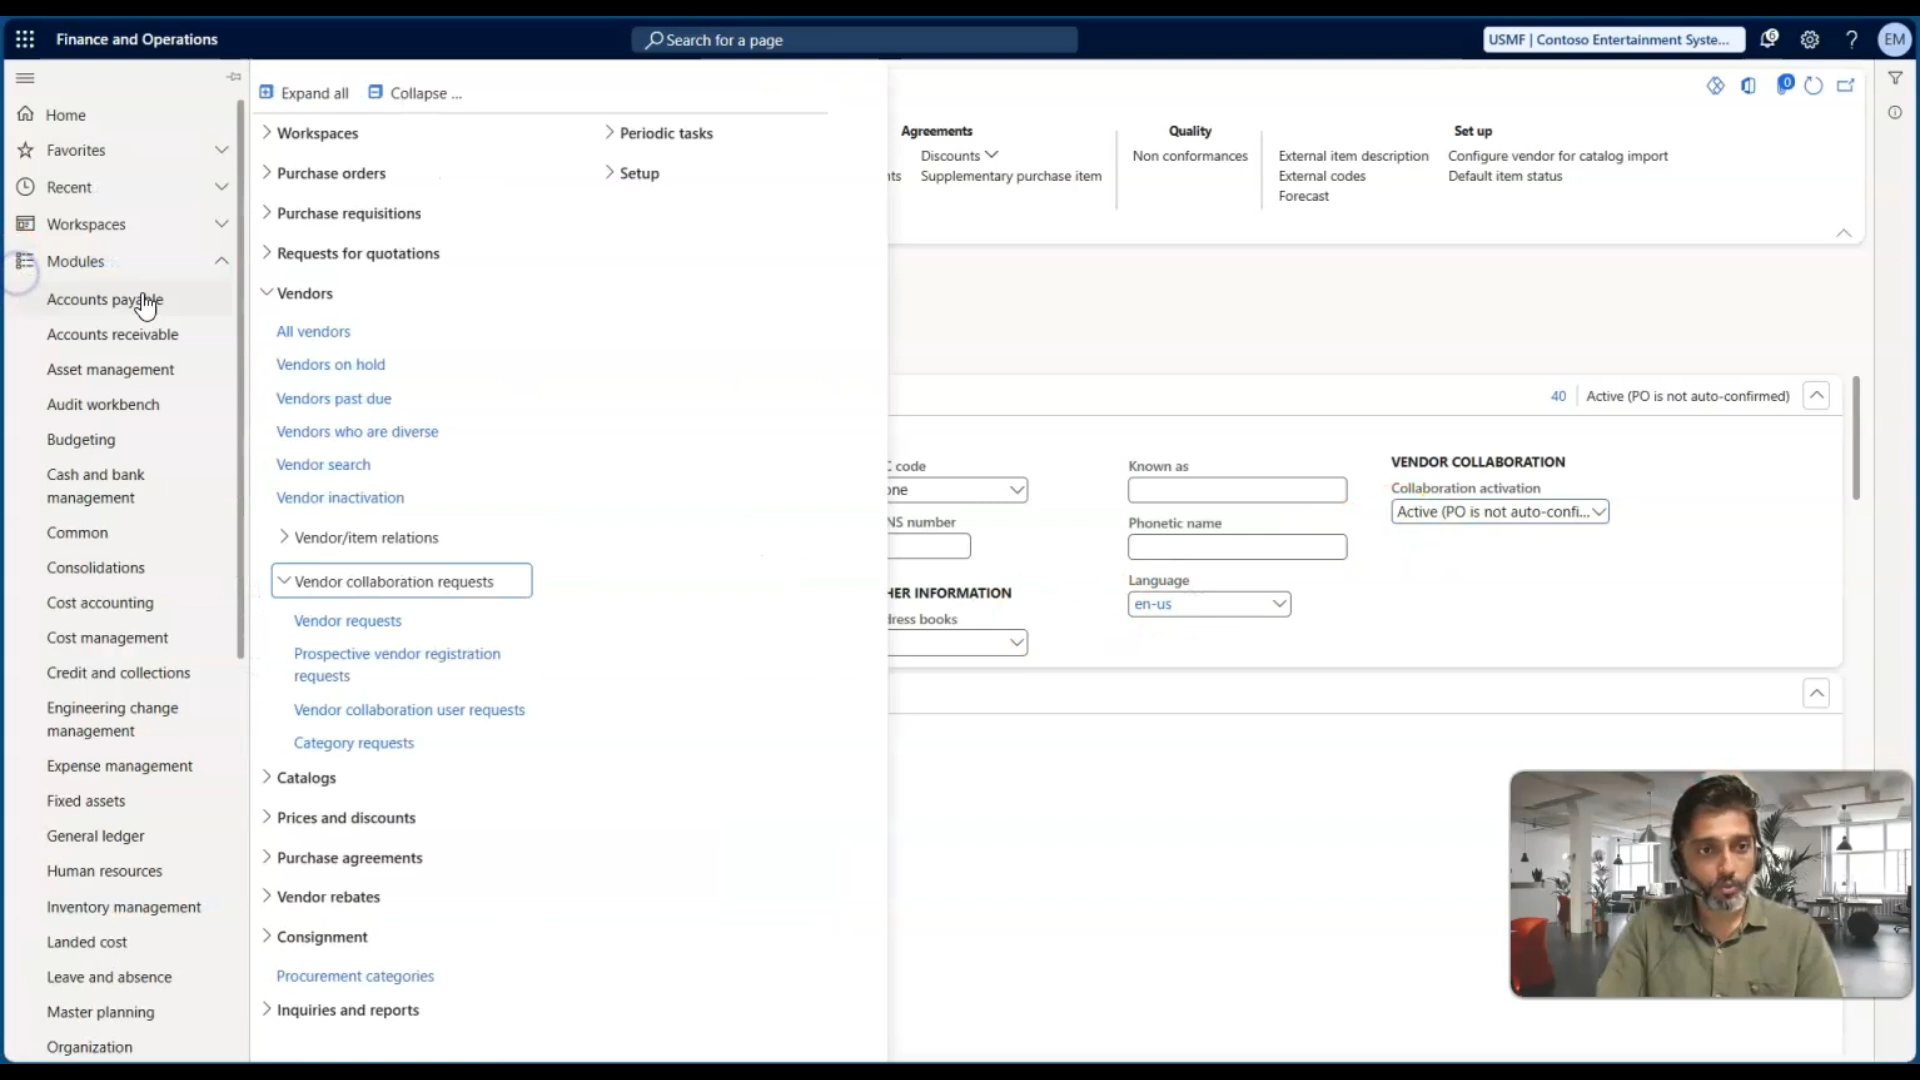 Finance and Operations
Search for a page
USMF | Contoso Entertainment Syste...
6
EM
Home
Favorites
Recent
Workspaces
Modules
Accounts payable
Accounts receivable
Asset management
Audit workbench
Budgeting
Cash and bank
management
Common
Consolidations
Cost accounting
Cost management
Credit and collections
Engineering change
management
Expense management
Fixed assets
General ledger
Human resources
Inventory management
Landed cost
Leave and absence
Master planning
Organization
Expand all
Collapse ...
Workspaces
Purchase orders
Purchase requisitions
Requests for quotations
Vendors
All vendors
Vendors on hold
Vendors past due
Vendors who are diverse
Vendor search
Vendor inactivation
Vendor/item relations
Vendor collaboration requests
Vendor requests
Prospective vendor registration
requests
Vendor collaboration user requests
Category requests
Catalogs
Prices and discounts
Purchase agreements
Vendor rebates
Consignment
Procurement categories
Inquiries and reports
Periodic tasks
Setup
0
Agreements
Discounts
nts
Supplementary purchase item
Quality
Non conformances
External item description
External codes
Forecast
Set up
Configure vendor for catalog import
Default item status
40
Active (PO is not auto-confirmed)
C code
one
NS number
HER INFORMATION
dress books
Known as
Phonetic name
Language
en-us
VENDOR COLLABORATION
Collaboration activation
Active (PO is not auto-confi...